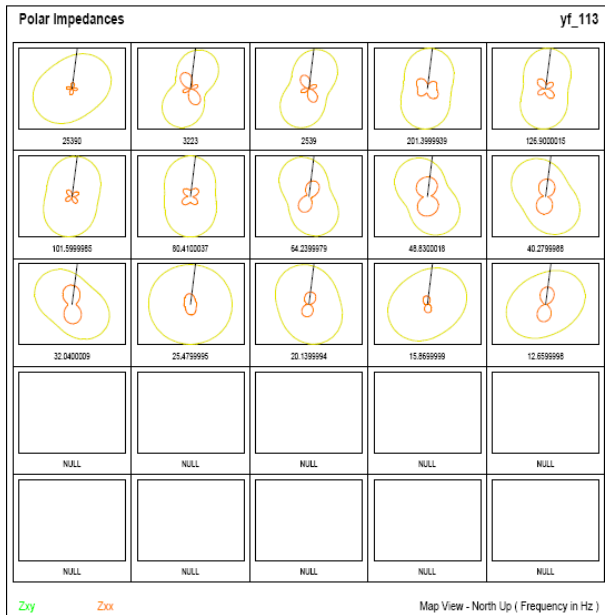 Polar Impedances yf_113
25390 3223 2539 201.3999939 126.9000015
101.5999985 80.4100037 64.2399979 48.8300018 40.2799988
32.0400009 25.4799995 20.1399994 15.8699999 12.6599998
NULL NULL NULL NULL NULL
NULL NULL NULL NULL NULL
Zxy Zxx Map View - North Up ( Frequency in Hz )